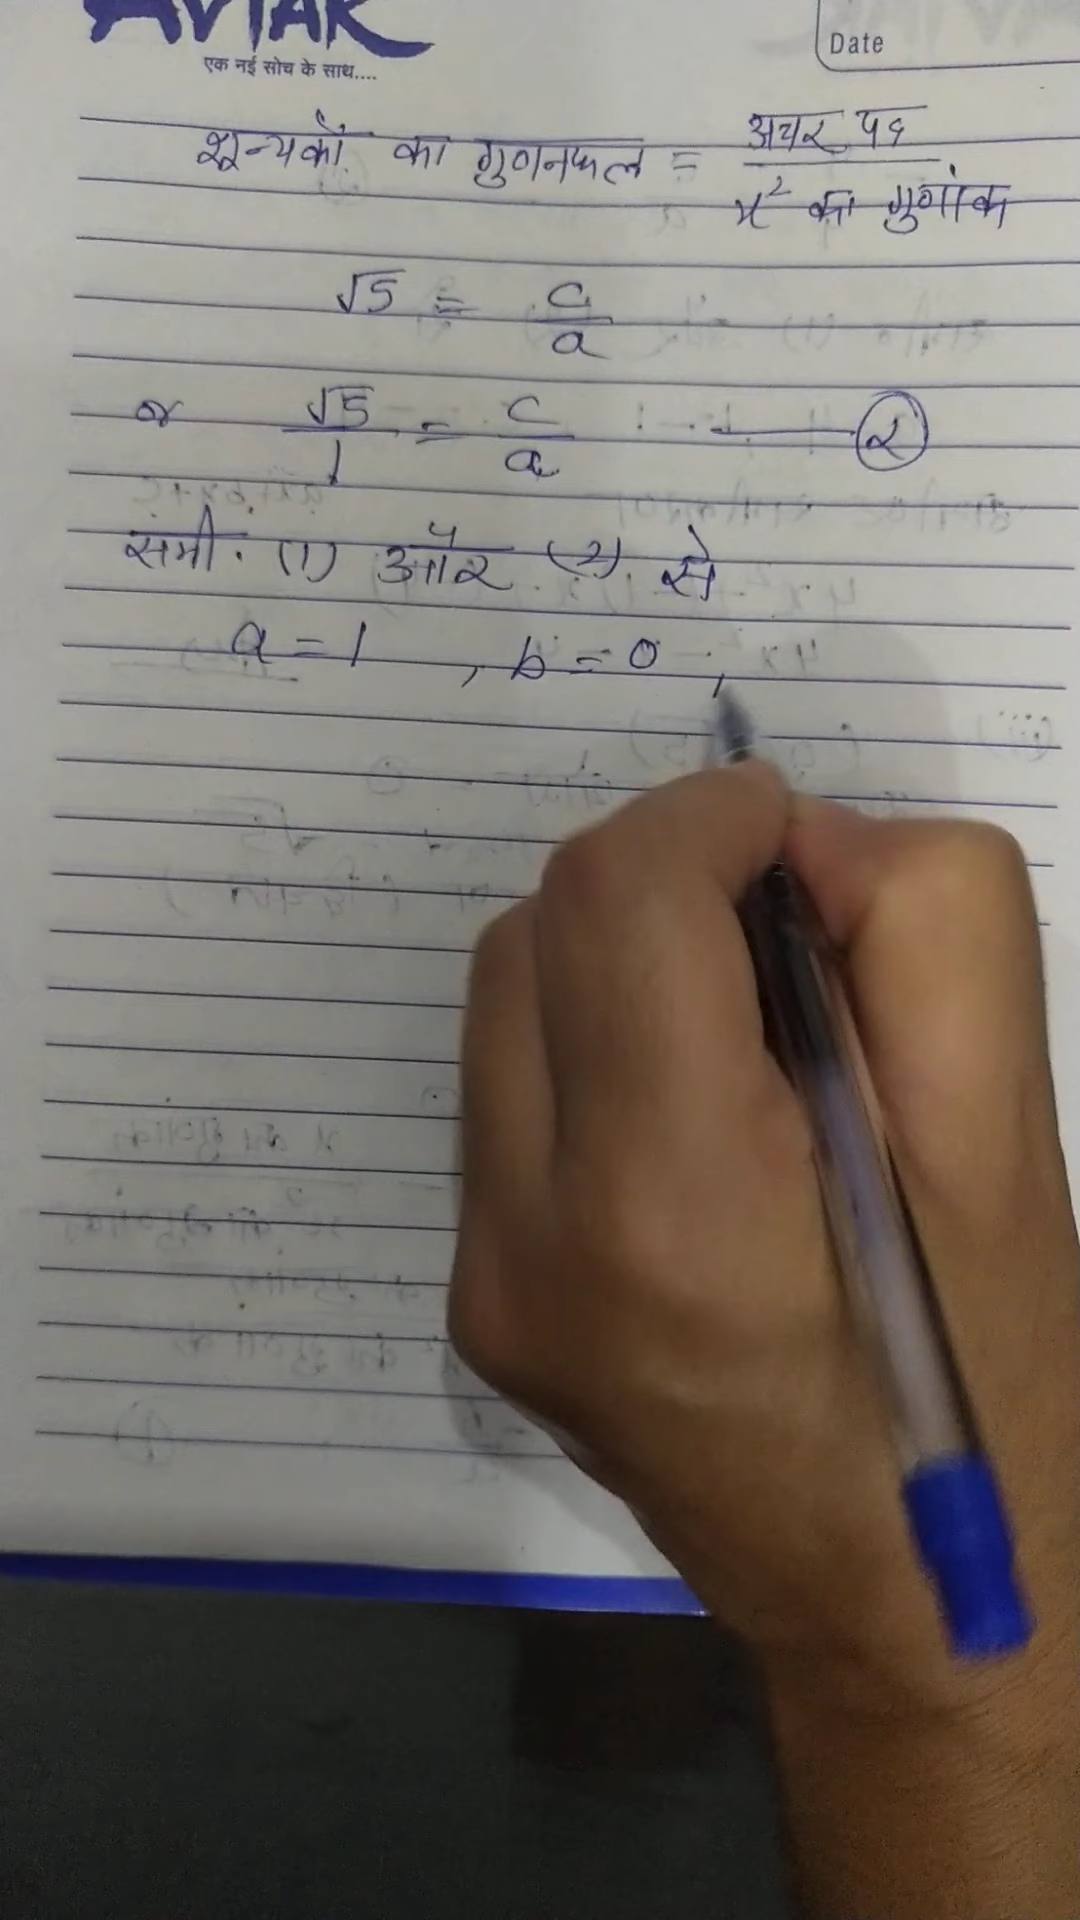 AVTAR
एक नई सोच के साथ....
Date
शून्यकों का गुणनफल = अचर पद / x² का गुणांक
√5 = c/a
or √5/1 = c/a —— (2)
समी. (1) और (2) से
a = 1 , b = 0 ,